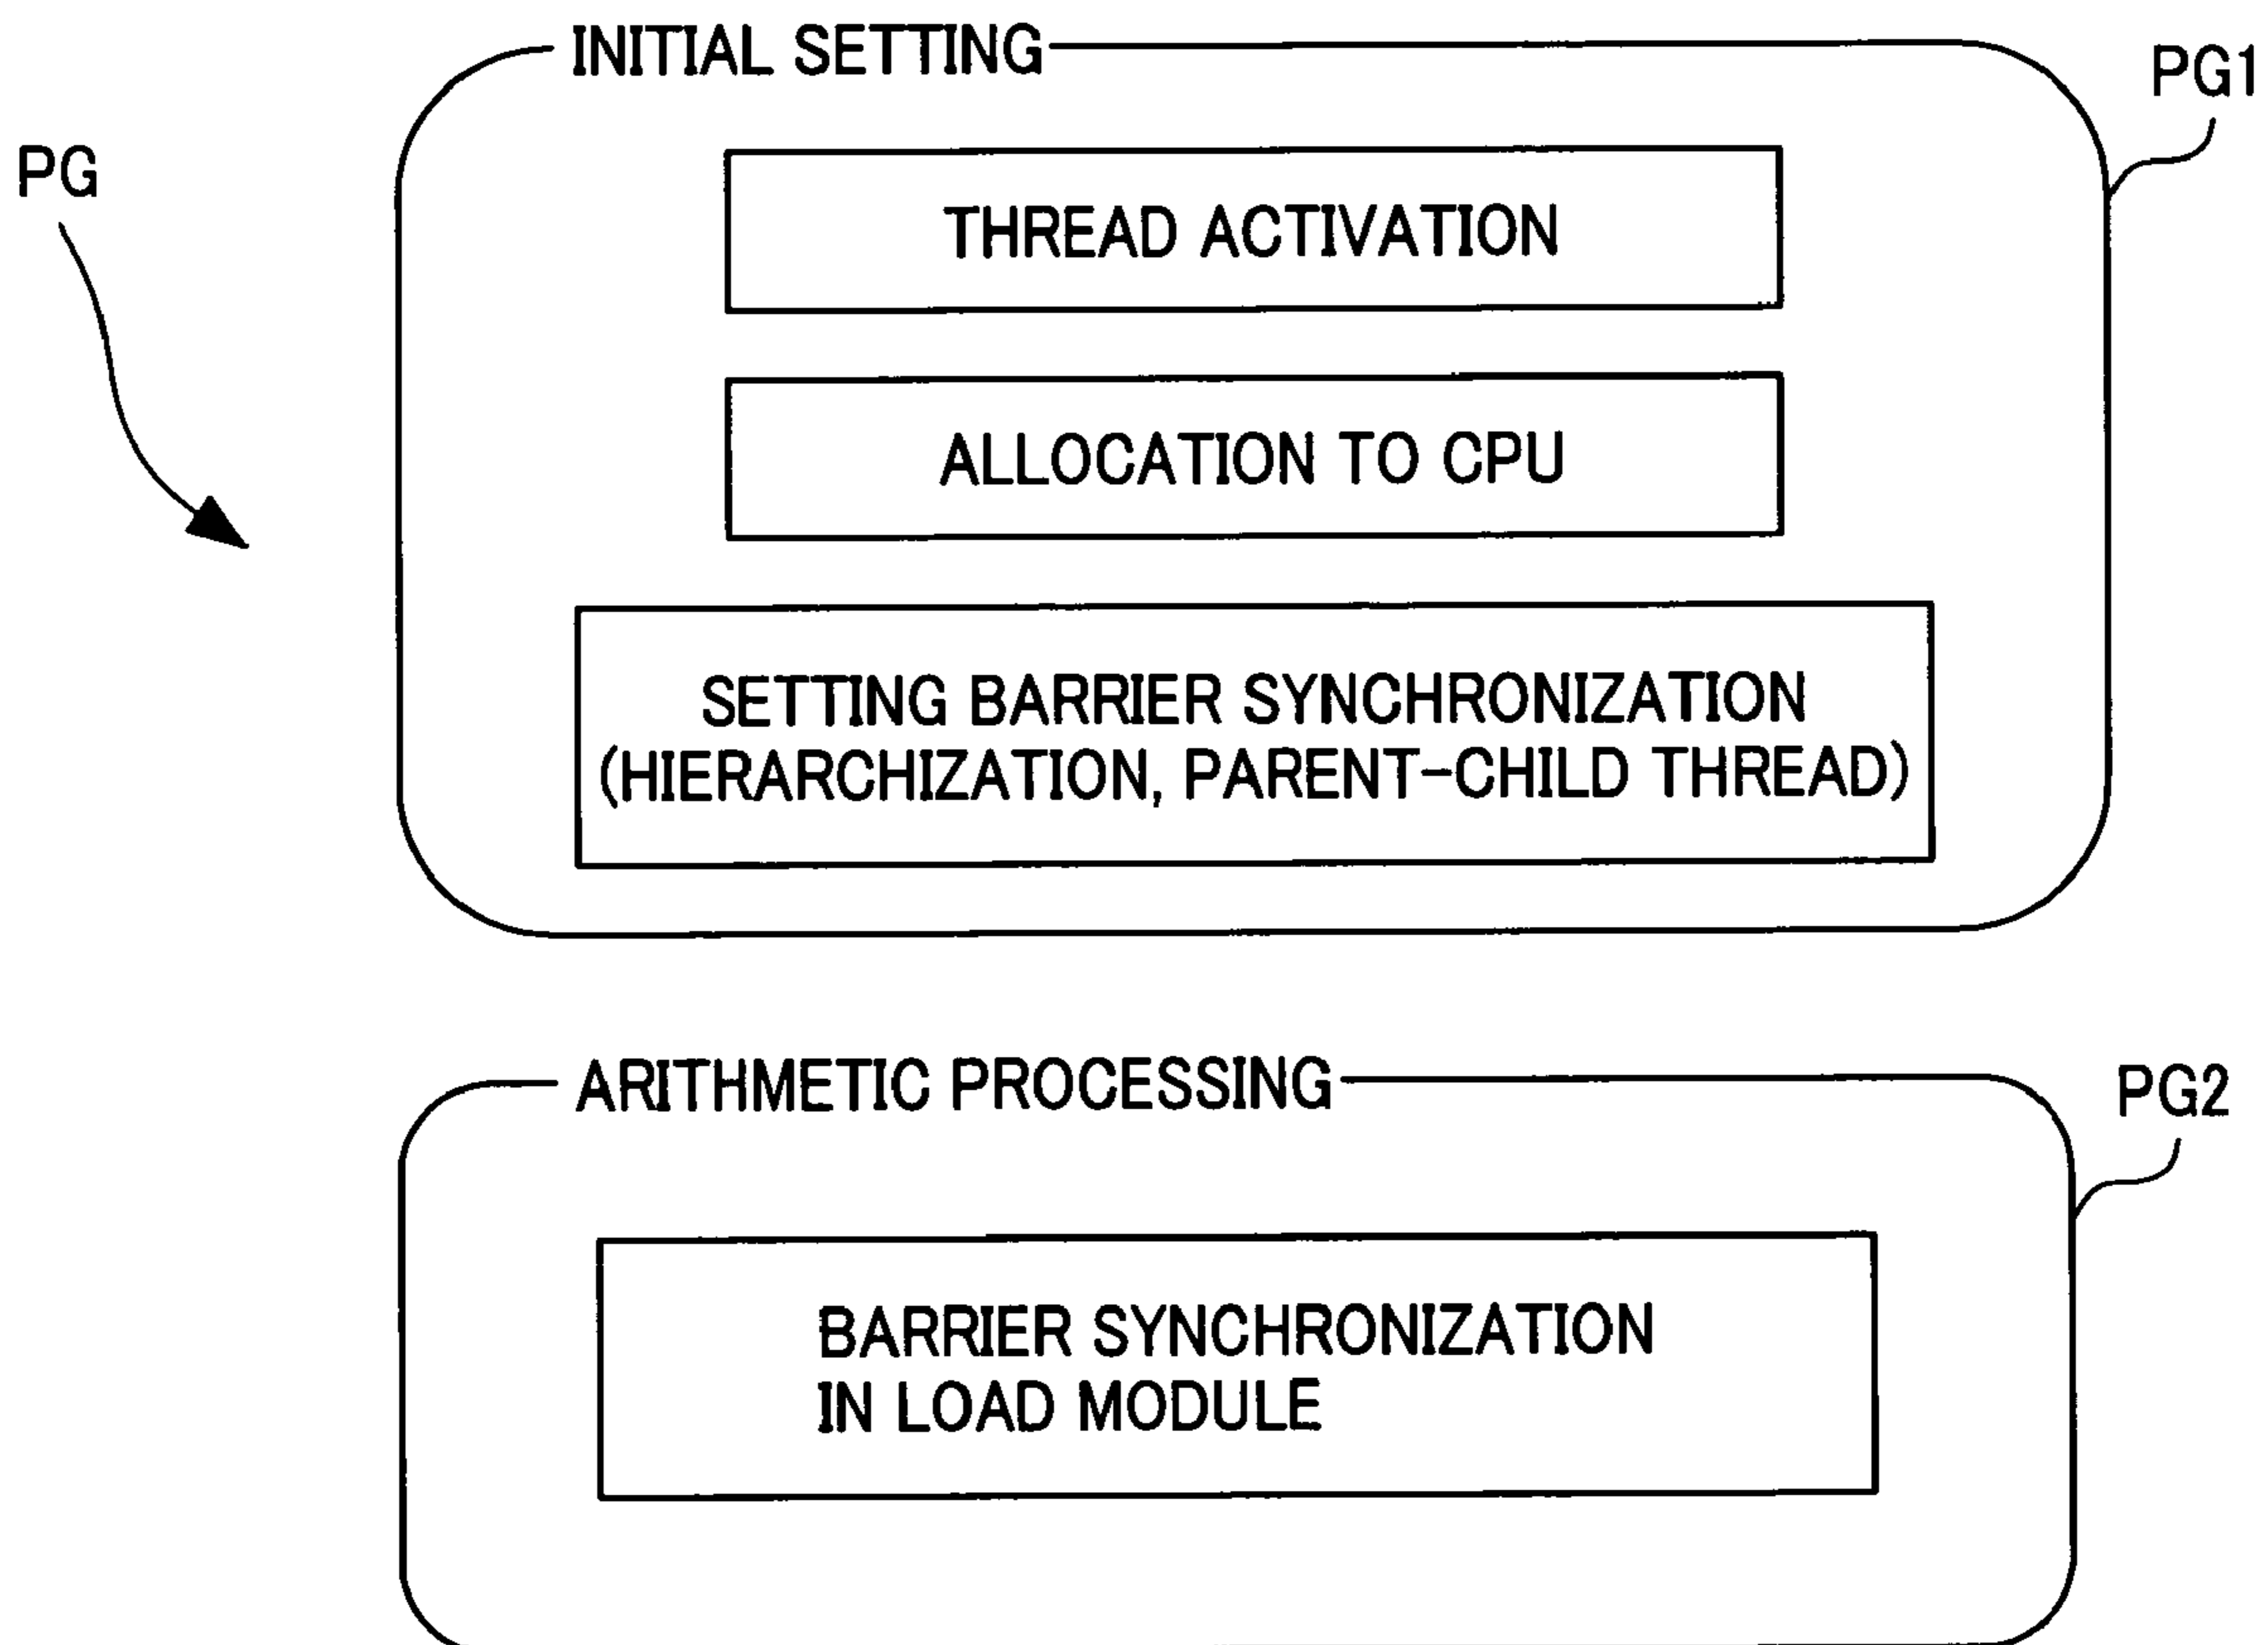 INITIAL SETTING
PG1
PG
THREAD ACTIVATION
ALLOCATION TO CPU
SETTING BARRIER SYNCHRONIZATION
(HIERARCHIZATION, PARENT-CHILD THREAD)
ARITHMETIC PROCESSING
PG2
BARRIER SYNCHRONIZATION
IN LOAD MODULE